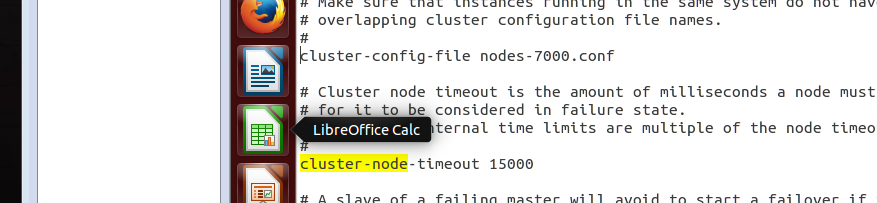 # Make sure that instances running in the same system do not have
# overlapping cluster configuration file names.
#
cluster-config-file nodes-7000.conf
# Cluster node timeout is the amount of milliseconds a node must
# for it to be considered in failure state.
LibreOffice Calc
nternal time limits are multiple of the node timeo
#
cluster-node-timeout 15000
# A slave of a failing master will avoid to start a failover if